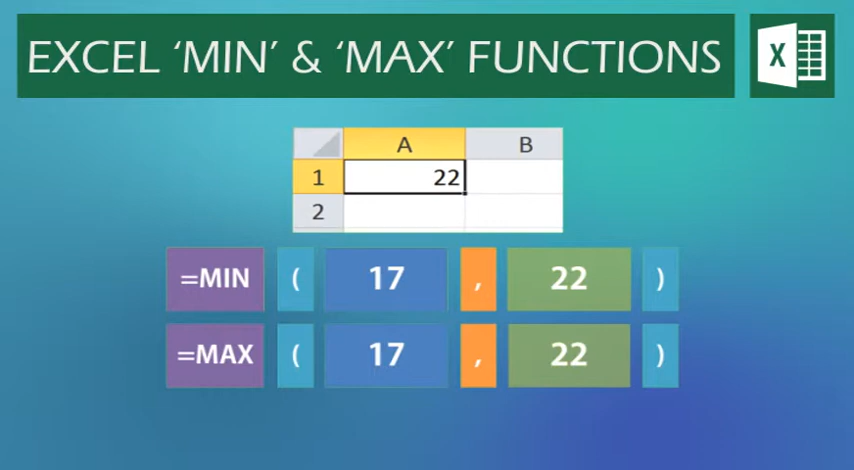 EXCEL ‘MIN’ & ‘MAX’ FUNCTIONS X
A B
1 22
2
=MIN ( 17 , 22 )
=MAX ( 17 , 22 )